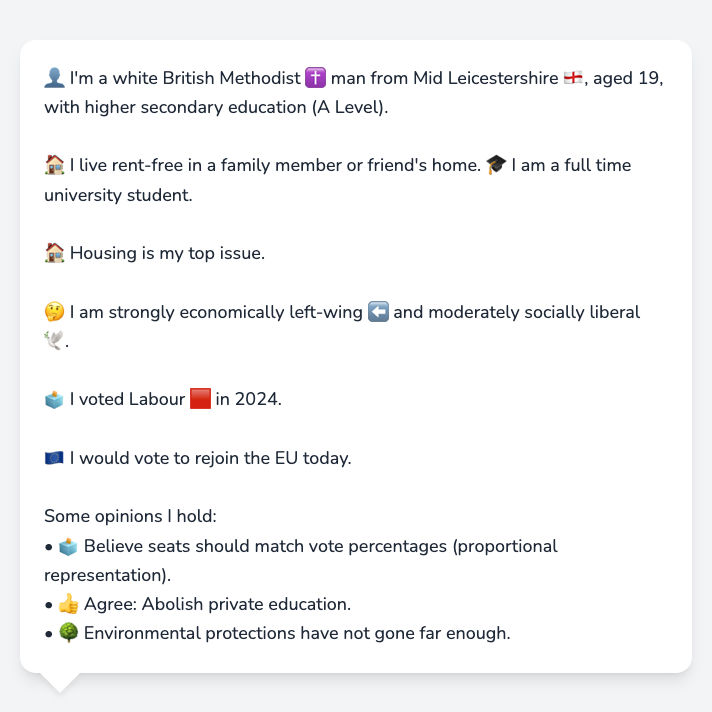 👤 I'm a white British Methodist ✝️ man from Mid Leicestershire 🏴󠁧󠁢󠁥󠁮󠁧󠁿, aged 19,
with higher secondary education (A Level).
🏠 I live rent-free in a family member or friend's home. 🎓 I am a full time
university student.
🏠 Housing is my top issue.
🤔 I am strongly economically left-wing ⬅️ and moderately socially liberal
🕊️.
🗳️ I voted Labour 🟥 in 2024.
🇪🇺 I would vote to rejoin the EU today.
Some opinions I hold:
• 🗳️ Believe seats should match vote percentages (proportional
representation).
• 👍 Agree: Abolish private education.
• 🌳 Environmental protections have not gone far enough.